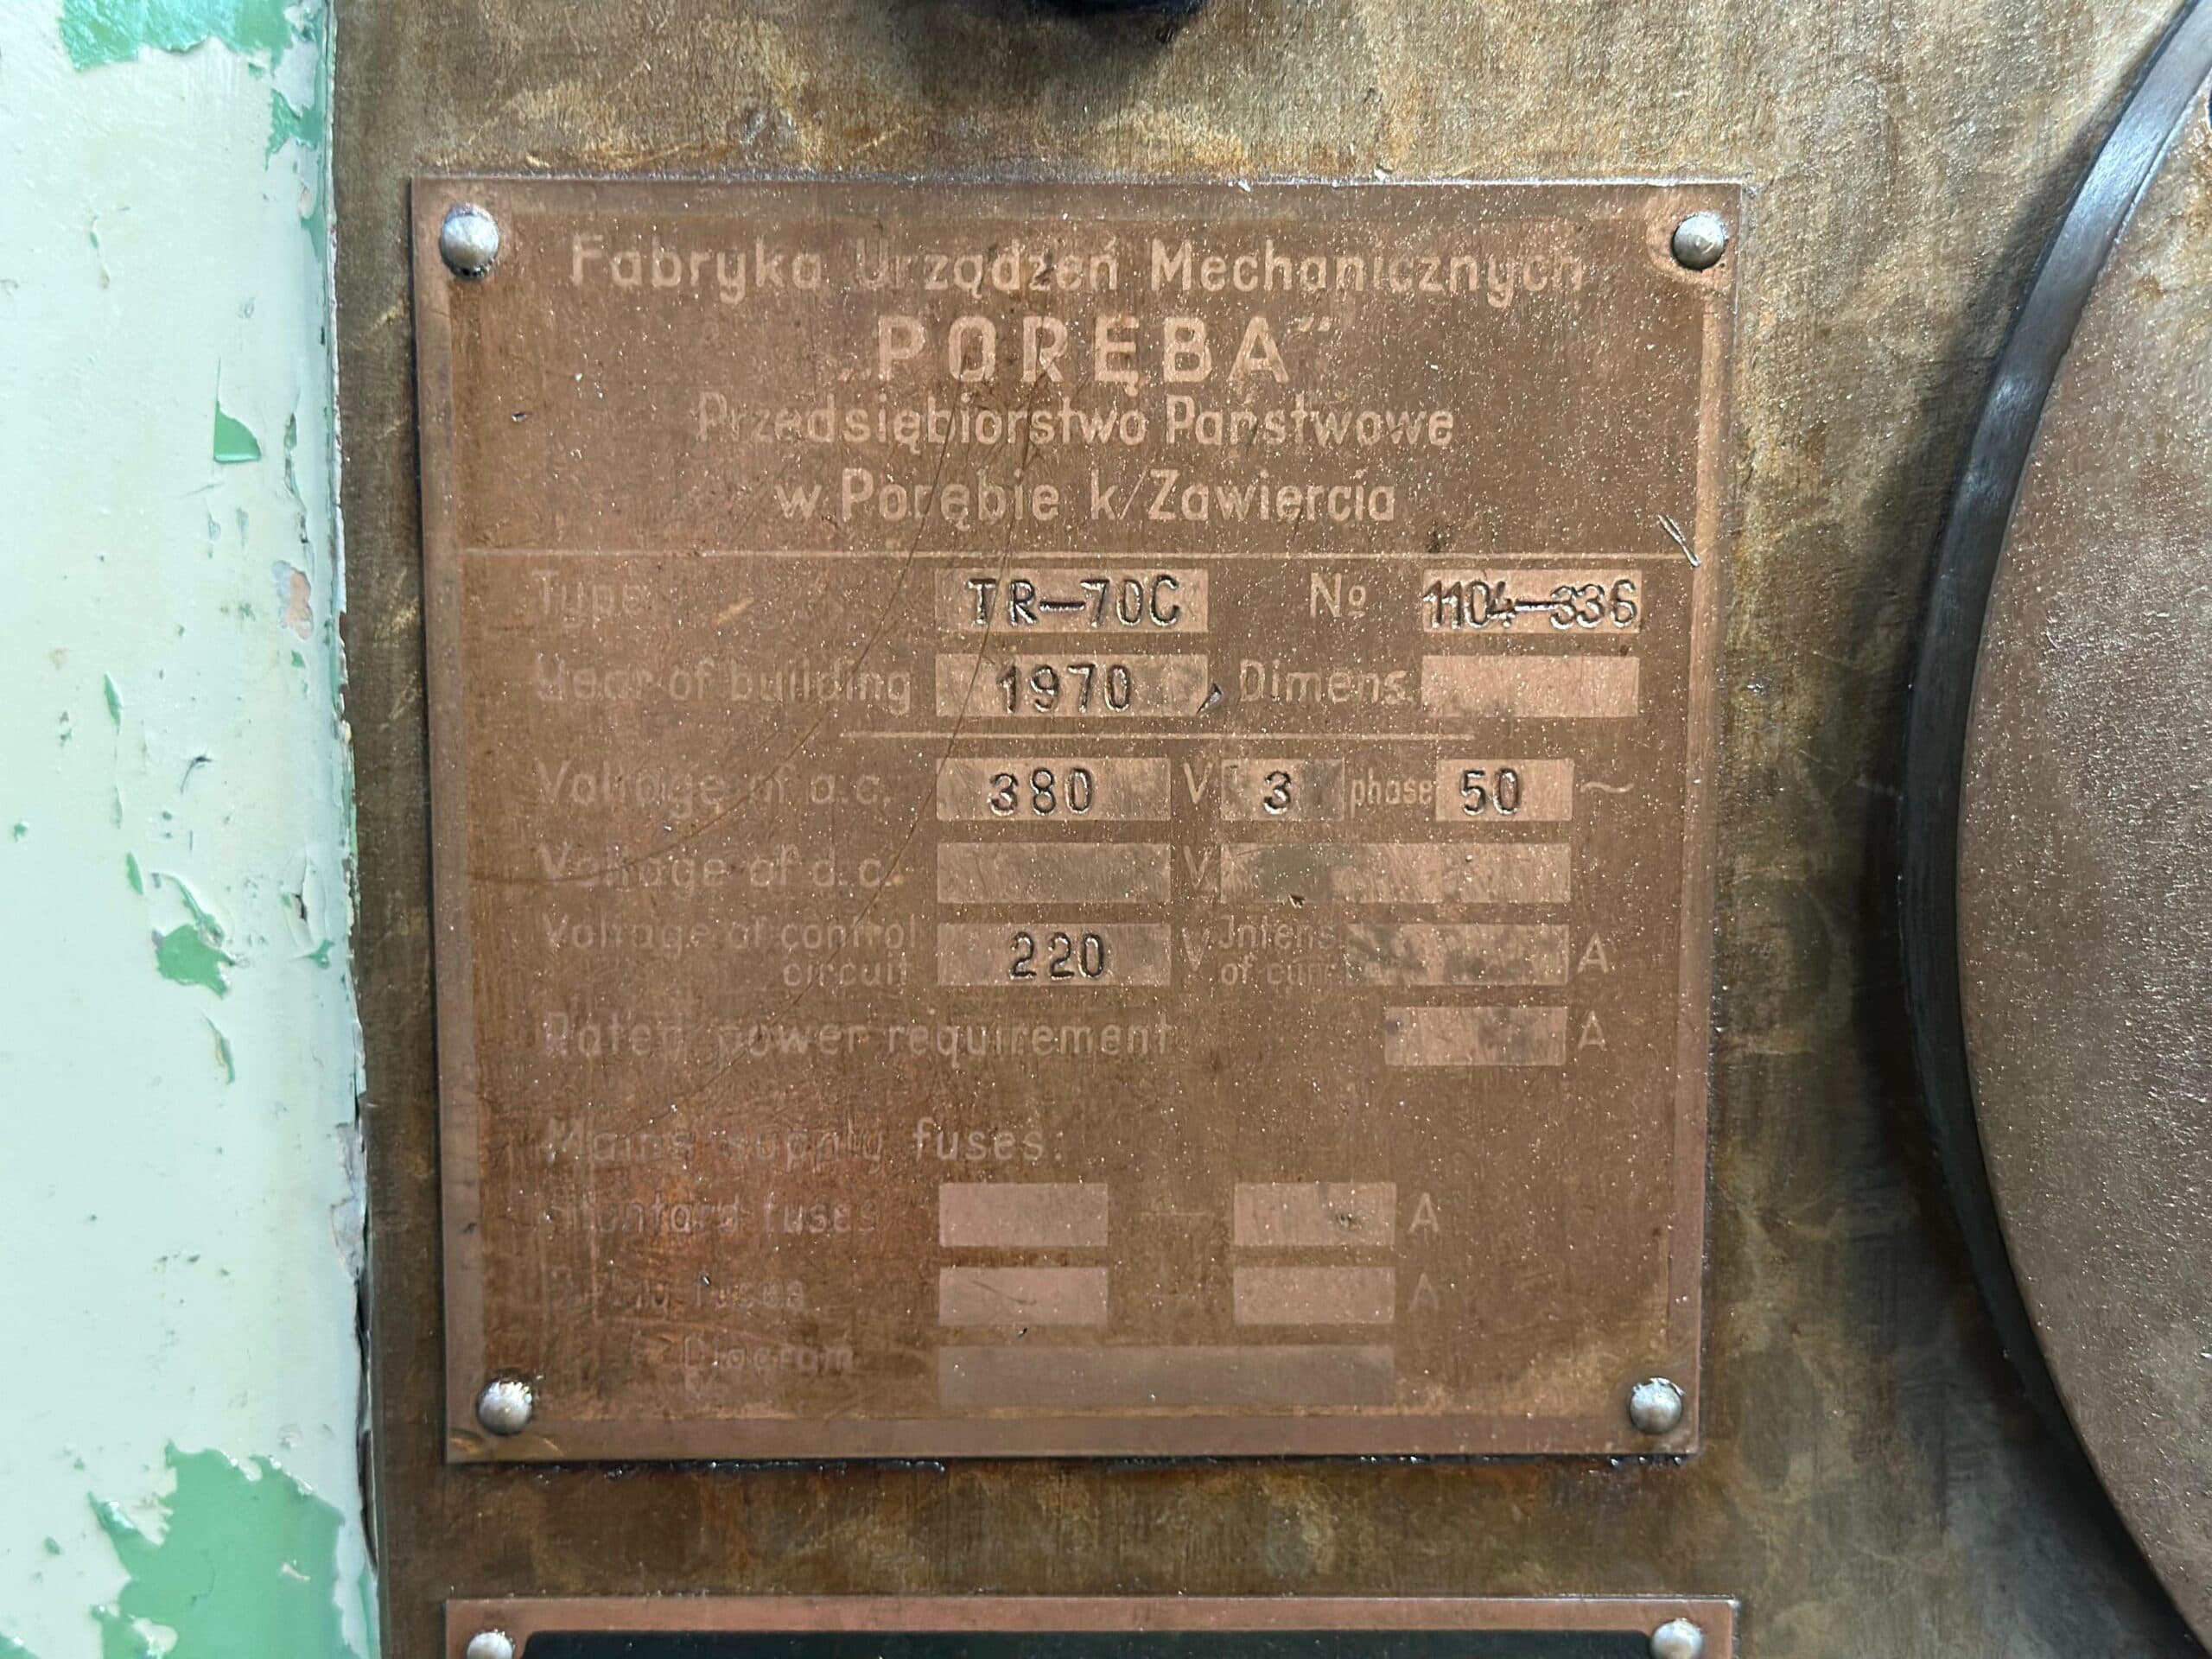 Fabryka Urządzeń Mechanicznych
„PORĘBA”
Przedsiębiorstwo Państwowe
w Porębie k/Zawiercia
Type TR-70C No 1104-336
Year of building 1970 Dimens.
Voltage of a.c. 380 V 3 phase 50 ~
Voltage of d.c. V
Voltage of control circuit 220 V Jntens. of curr. A
Rated power requirement A
Mains supply fuses:
fuses A
fuses A
Diagram